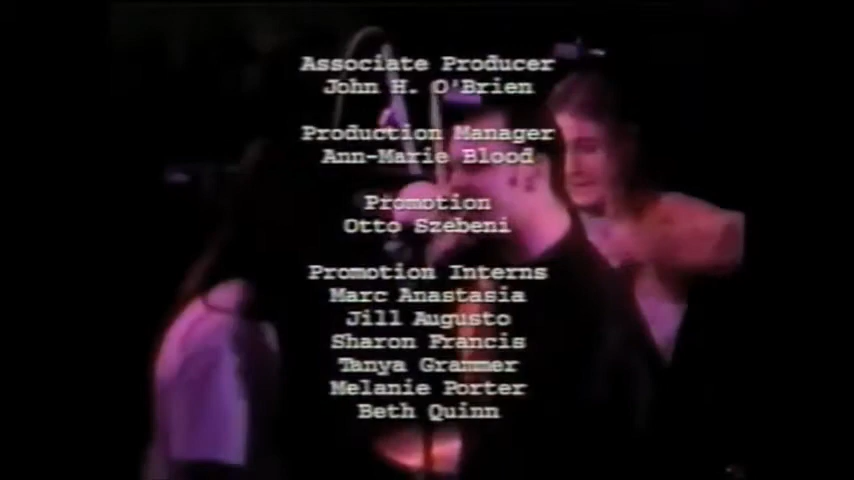 Associate Producer
John H. O'Brien
Production Manager
Ann-Marie Blood
Promotion
Otto Szebeni
Promotion Interns
Marc Anastasia
Jill Augusto
Sharon Francis
Tanya Grammer
Melanie Porter
Beth Quinn